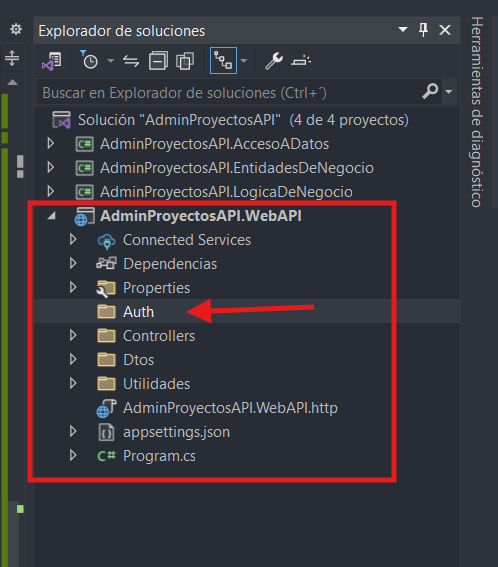 Explorador de soluciones
Buscar en Explorador de soluciones (Ctrl+´)
Solución "AdminProyectosAPI" (4 de 4 proyectos)
C# AdminProyectosAPI.AccesoADatos
C# AdminProyectosAPI.EntidadesDeNegocio
C# AdminProyectosAPI.LogicaDeNegocio
AdminProyectosAPI.WebAPI
Connected Services
Dependencias
Properties
Auth
Controllers
Dtos
Utilidades
AdminProyectosAPI.WebAPI.http
appsettings.json
C# Program.cs
Herramientas de diagnóstico